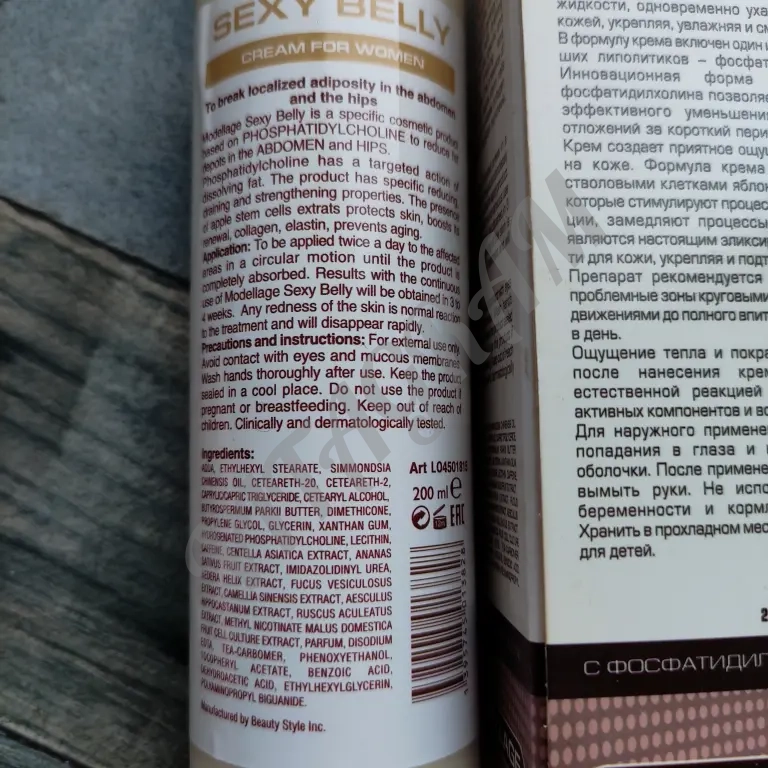 SEXY BELLY
CREAM FOR WOMEN
To break localized adiposity in the abdomen
and the hips
Modellage Sexy Belly is a specific cosmetic product
based on PHOSPHATIDYLCHOLINE to reduce fat
depots in the ABDOMEN and HIPS.
Phosphatidylcholine has a targeted action of
dissolving fat. The product has specific reducing,
draining and strengthening properties. The presence
of apple stem cells extrats protects skin, boosts its
renewal, collagen, elastin, prevents aging.
Application: To be applied twice a day to the affected
areas in a circular motion until the product is
completely absorbed. Results with the continuous
use of Modellage Sexy Belly will be obtained in 3 to
4 weeks. Any redness of the skin is normal reaction
to the treatment and will disappear rapidly.
Precautions and instructions: For external use only.
Avoid contact with eyes and mucous membranes.
Wash hands thoroughly after use. Keep the product
sealed in a cool place. Do not use the product if
pregnant or breastfeeding. Keep out of reach of
children. Clinically and dermatologically tested.
Ingredients:
AQUA, ETHYLHEXYL STEARATE, SIMMONDSIA
CHINENSIS OIL, CETEARETH-20, CETEARETH-2,
CAPRYLIC/CAPRIC TRIGLYCERIDE, CETEARYL ALCOHOL,
BUTYROSPERMUM PARKII BUTTER, DIMETHICONE,
PROPYLENE GLYCOL, GLYCERIN, XANTHAN GUM,
HYDROGENATED PHOSPHATIDYLCHOLINE, LECITHIN,
CAFFEINE, CENTELLA ASIATICA EXTRACT, ANANAS
SATIVUS FRUIT EXTRACT, IMIDAZOLIDINYL UREA,
HEDERA HELIX EXTRACT, FUCUS VESICULOSUS
EXTRACT, CAMELLIA SINENSIS EXTRACT, AESCULUS
HIPPOCASTANUM EXTRACT, RUSCUS ACULEATUS
EXTRACT, METHYL NICOTINATE MALUS DOMESTICA
FRUIT CELL CULTURE EXTRACT, PARFUM, DISODIUM
EDTA, TEA-CARBOMER, PHENOXYETHANOL,
TOCOPHERYL ACETATE, BENZOIC ACID,
DEHYDROACETIC ACID, ETHYLHEXYLGLYCERIN,
POLYAMINOPROPYL BIGUANIDE.
Manufactured by Beauty Style Inc.
Art L04501818
200 ml e
EAC
жидкости, одновременно уха
кожей, укрепляя, увлажняя и см
В формулу крема включен один и
ших липолитиков – фосфат
Инновационная форма
фосфатидилхолина позволяе
эффективного уменьшени
отложений за короткий пери
Крем создает приятное ощу
на коже. Формула крема
стволовыми клетками яблок
которые стимулируют процес
ции, замедляют процессы
являются настоящим эликсир
ти для кожи, укрепляя и подт
Препарат рекомендуется
проблемные зоны круговыми
движениями до полного впит
в день.
Ощущение тепла и покра
после нанесения крем
естественной реакцией
активных компонентов и во
Для наружного примене
попадания в глаза и
оболочки. После примене
вымыть руки. Не испо
беременности и корм
Хранить в прохладном мес
для детей.
2
С ФОСФАТИДИЛ